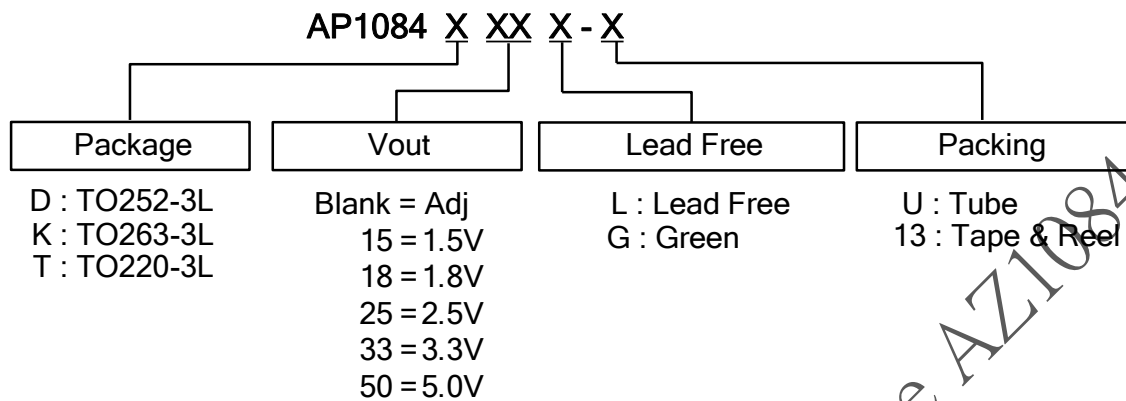 AP1084 X XX X - X
Package
Vout
Lead Free
Packing
D : TO252-3L
K : TO263-3L
T : TO220-3L
Blank = Adj
15 = 1.5V
18 = 1.8V
25 = 2.5V
33 = 3.3V
50 = 5.0V
L : Lead Free
G : Green
U : Tube
13 : Tape & Reel
AZ1084